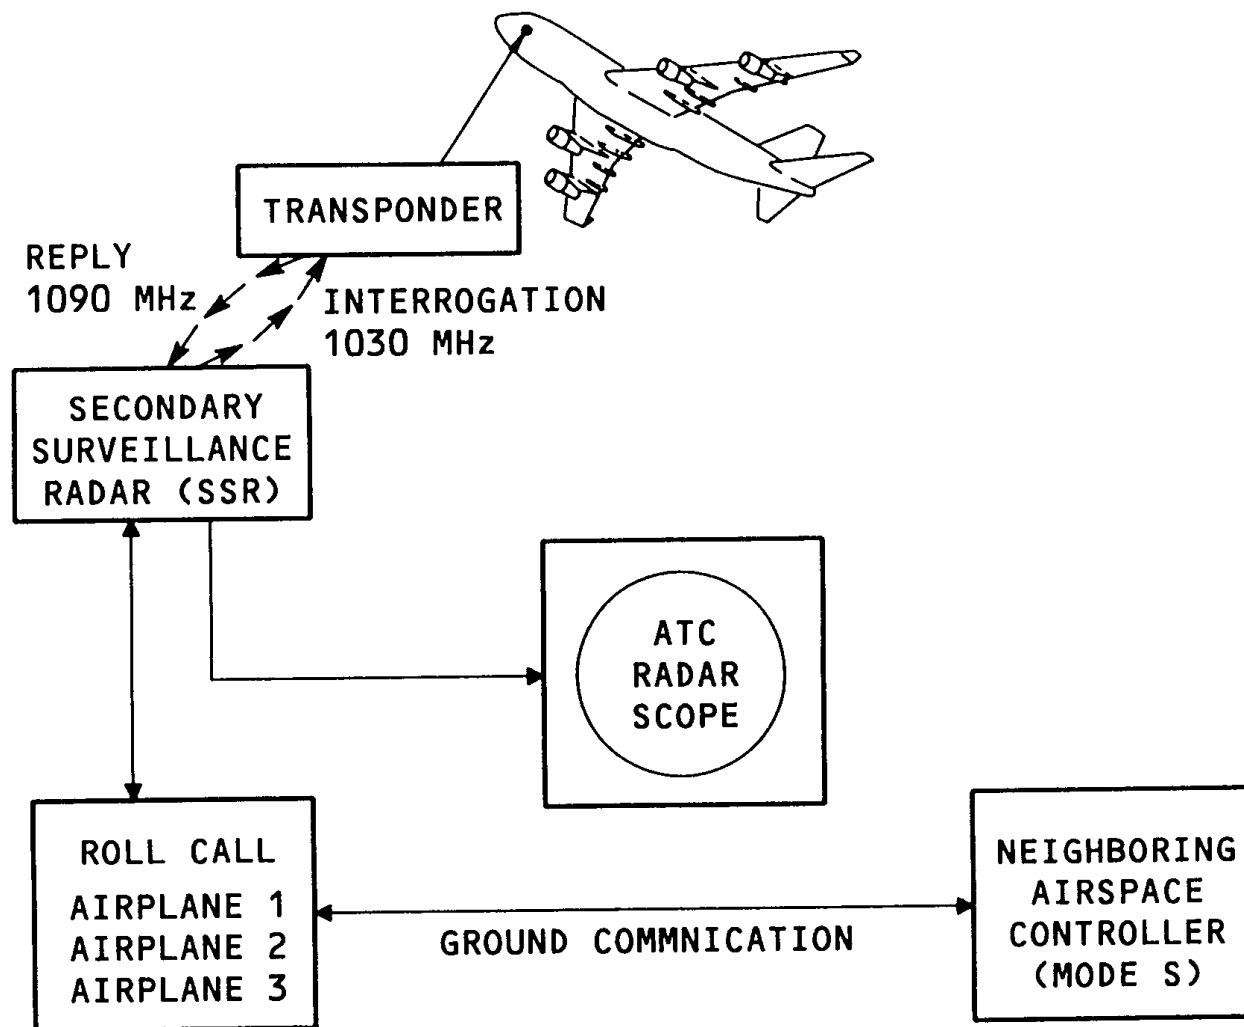 TRANSPONDER
REPLY
1090 MHz
INTERROGATION
1030 MHz
SECONDARY
SURVEILLANCE
RADAR (SSR)
ATC
RADAR
SCOPE
ROLL CALL
AIRPLANE 1
AIRPLANE 2
AIRPLANE 3
GROUND COMMNICATION
NEIGHBORING
AIRSPACE
CONTROLLER
(MODE S)